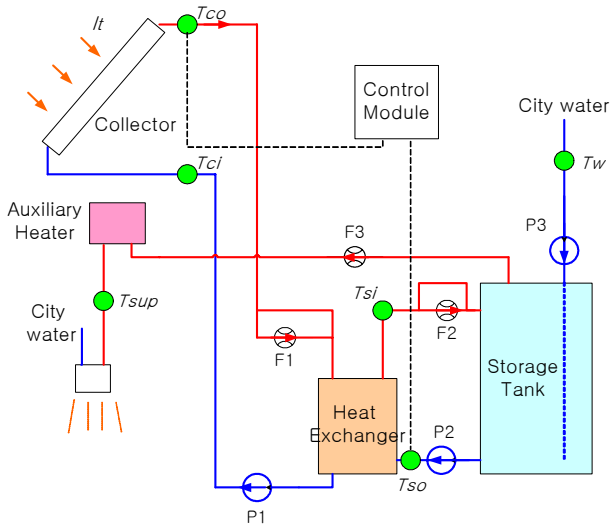 It
Tco
Collector
Control
Module
City water
Tci
Tw
Auxiliary
Heater
F3
P3
City
water
Tsup
Tsi
F1
F2
Storage
Tank
Heat
Exchanger
P2
Tso
P1